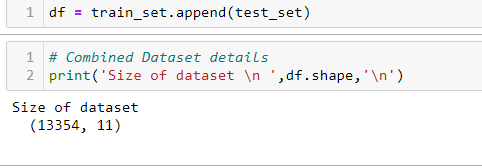 1 df = train_set.append(test_set)
1 # Combined Dataset details
2 print('Size of dataset \n ',df.shape,'\n')
Size of dataset
(13354, 11)